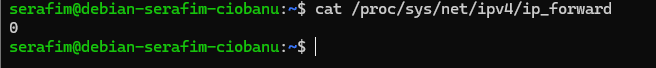 serafim@debian-serafim-ciobanu:~$ cat /proc/sys/net/ipv4/ip_forward
0
serafim@debian-serafim-ciobanu:~$